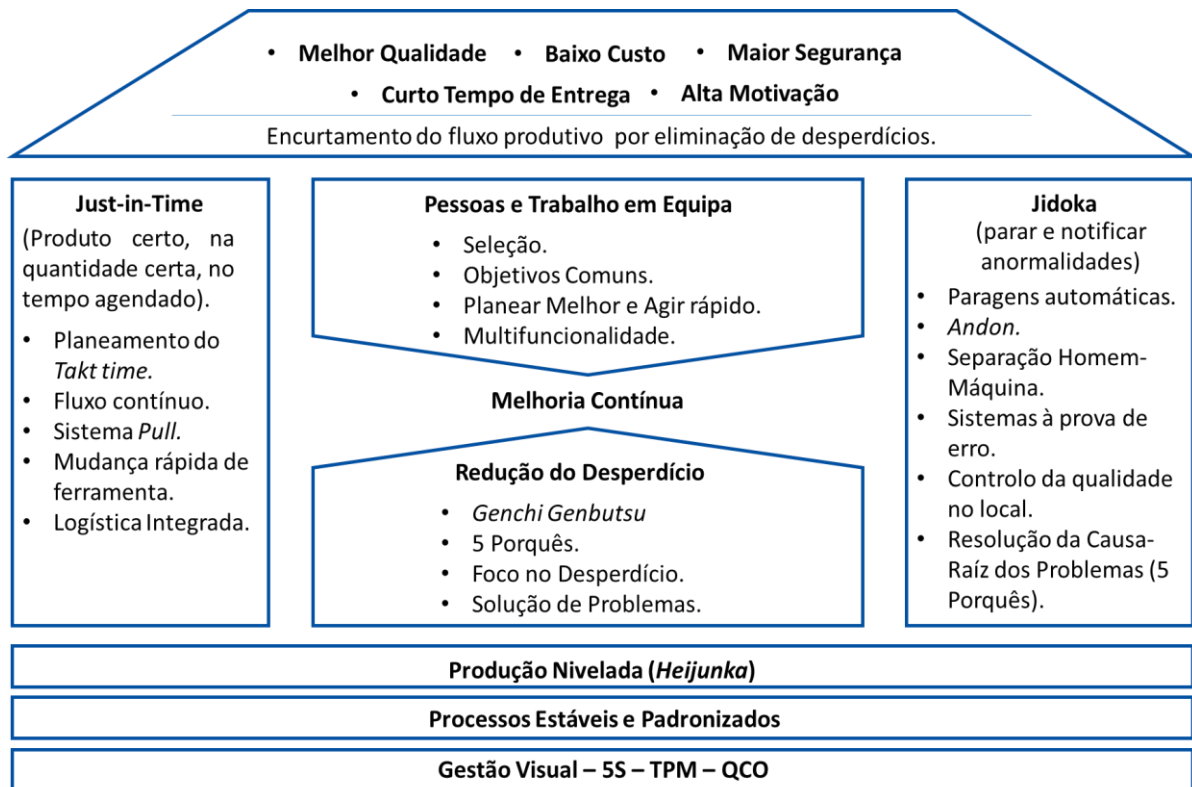 • Melhor Qualidade • Baixo Custo • Maior Segurança
• Curto Tempo de Entrega • Alta Motivação
Encurtamento do fluxo produtivo por eliminação de desperdícios.
Just-in-Time
(Produto certo, na
quantidade certa, no
tempo agendado).
• Planeamento do
Takt time.
• Fluxo contínuo.
• Sistema Pull.
• Mudança rápida de
ferramenta.
• Logística Integrada.
Pessoas e Trabalho em Equipa
• Seleção.
• Objetivos Comuns.
• Planear Melhor e Agir rápido.
• Multifuncionalidade.
Melhoria Contínua
Redução do Desperdício
• Genchi Genbutsu
• 5 Porquês.
• Foco no Desperdício.
• Solução de Problemas.
Jidoka
(parar e notificar
anormalidades)
• Paragens automáticas.
• Andon.
• Separação Homem-
Máquina.
• Sistemas à prova de
erro.
• Controlo da qualidade
no local.
• Resolução da Causa-
Raíz dos Problemas (5
Porquês).
Produção Nivelada (Heijunka)
Processos Estáveis e Padronizados
Gestão Visual – 5S – TPM – QCO